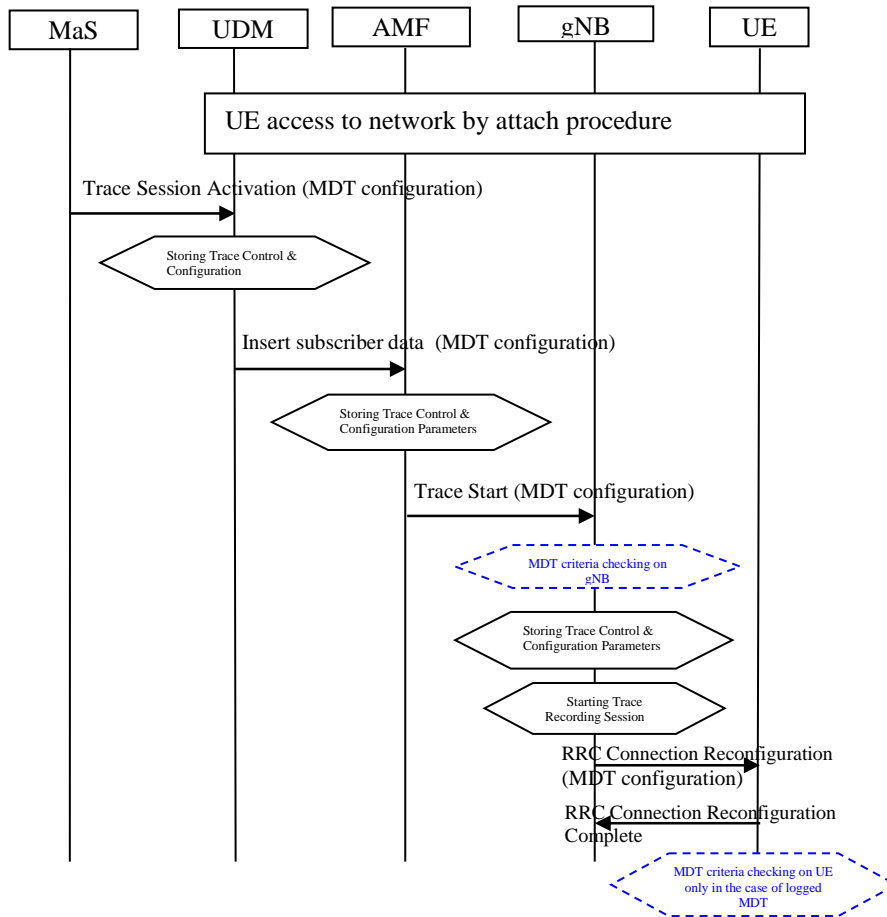 MaS
UDM
AMF
gNB
UE
UE access to network by attach procedure
Trace Session Activation (MDT configuration)
Storing Trace Control &
Configuration
Insert subscriber data (MDT configuration)
Storing Trace Control &
Configuration Parameters
Trace Start (MDT configuration)
MDT criteria checking on
gNB
Storing Trace Control &
Configuration Parameters
Starting Trace
Recording Session
RRC Connection Reconfiguration
(MDT configuration)
RRC Connection Reconfiguration
Complete
MDT criteria checking on UE
only in the case of logged
MDT